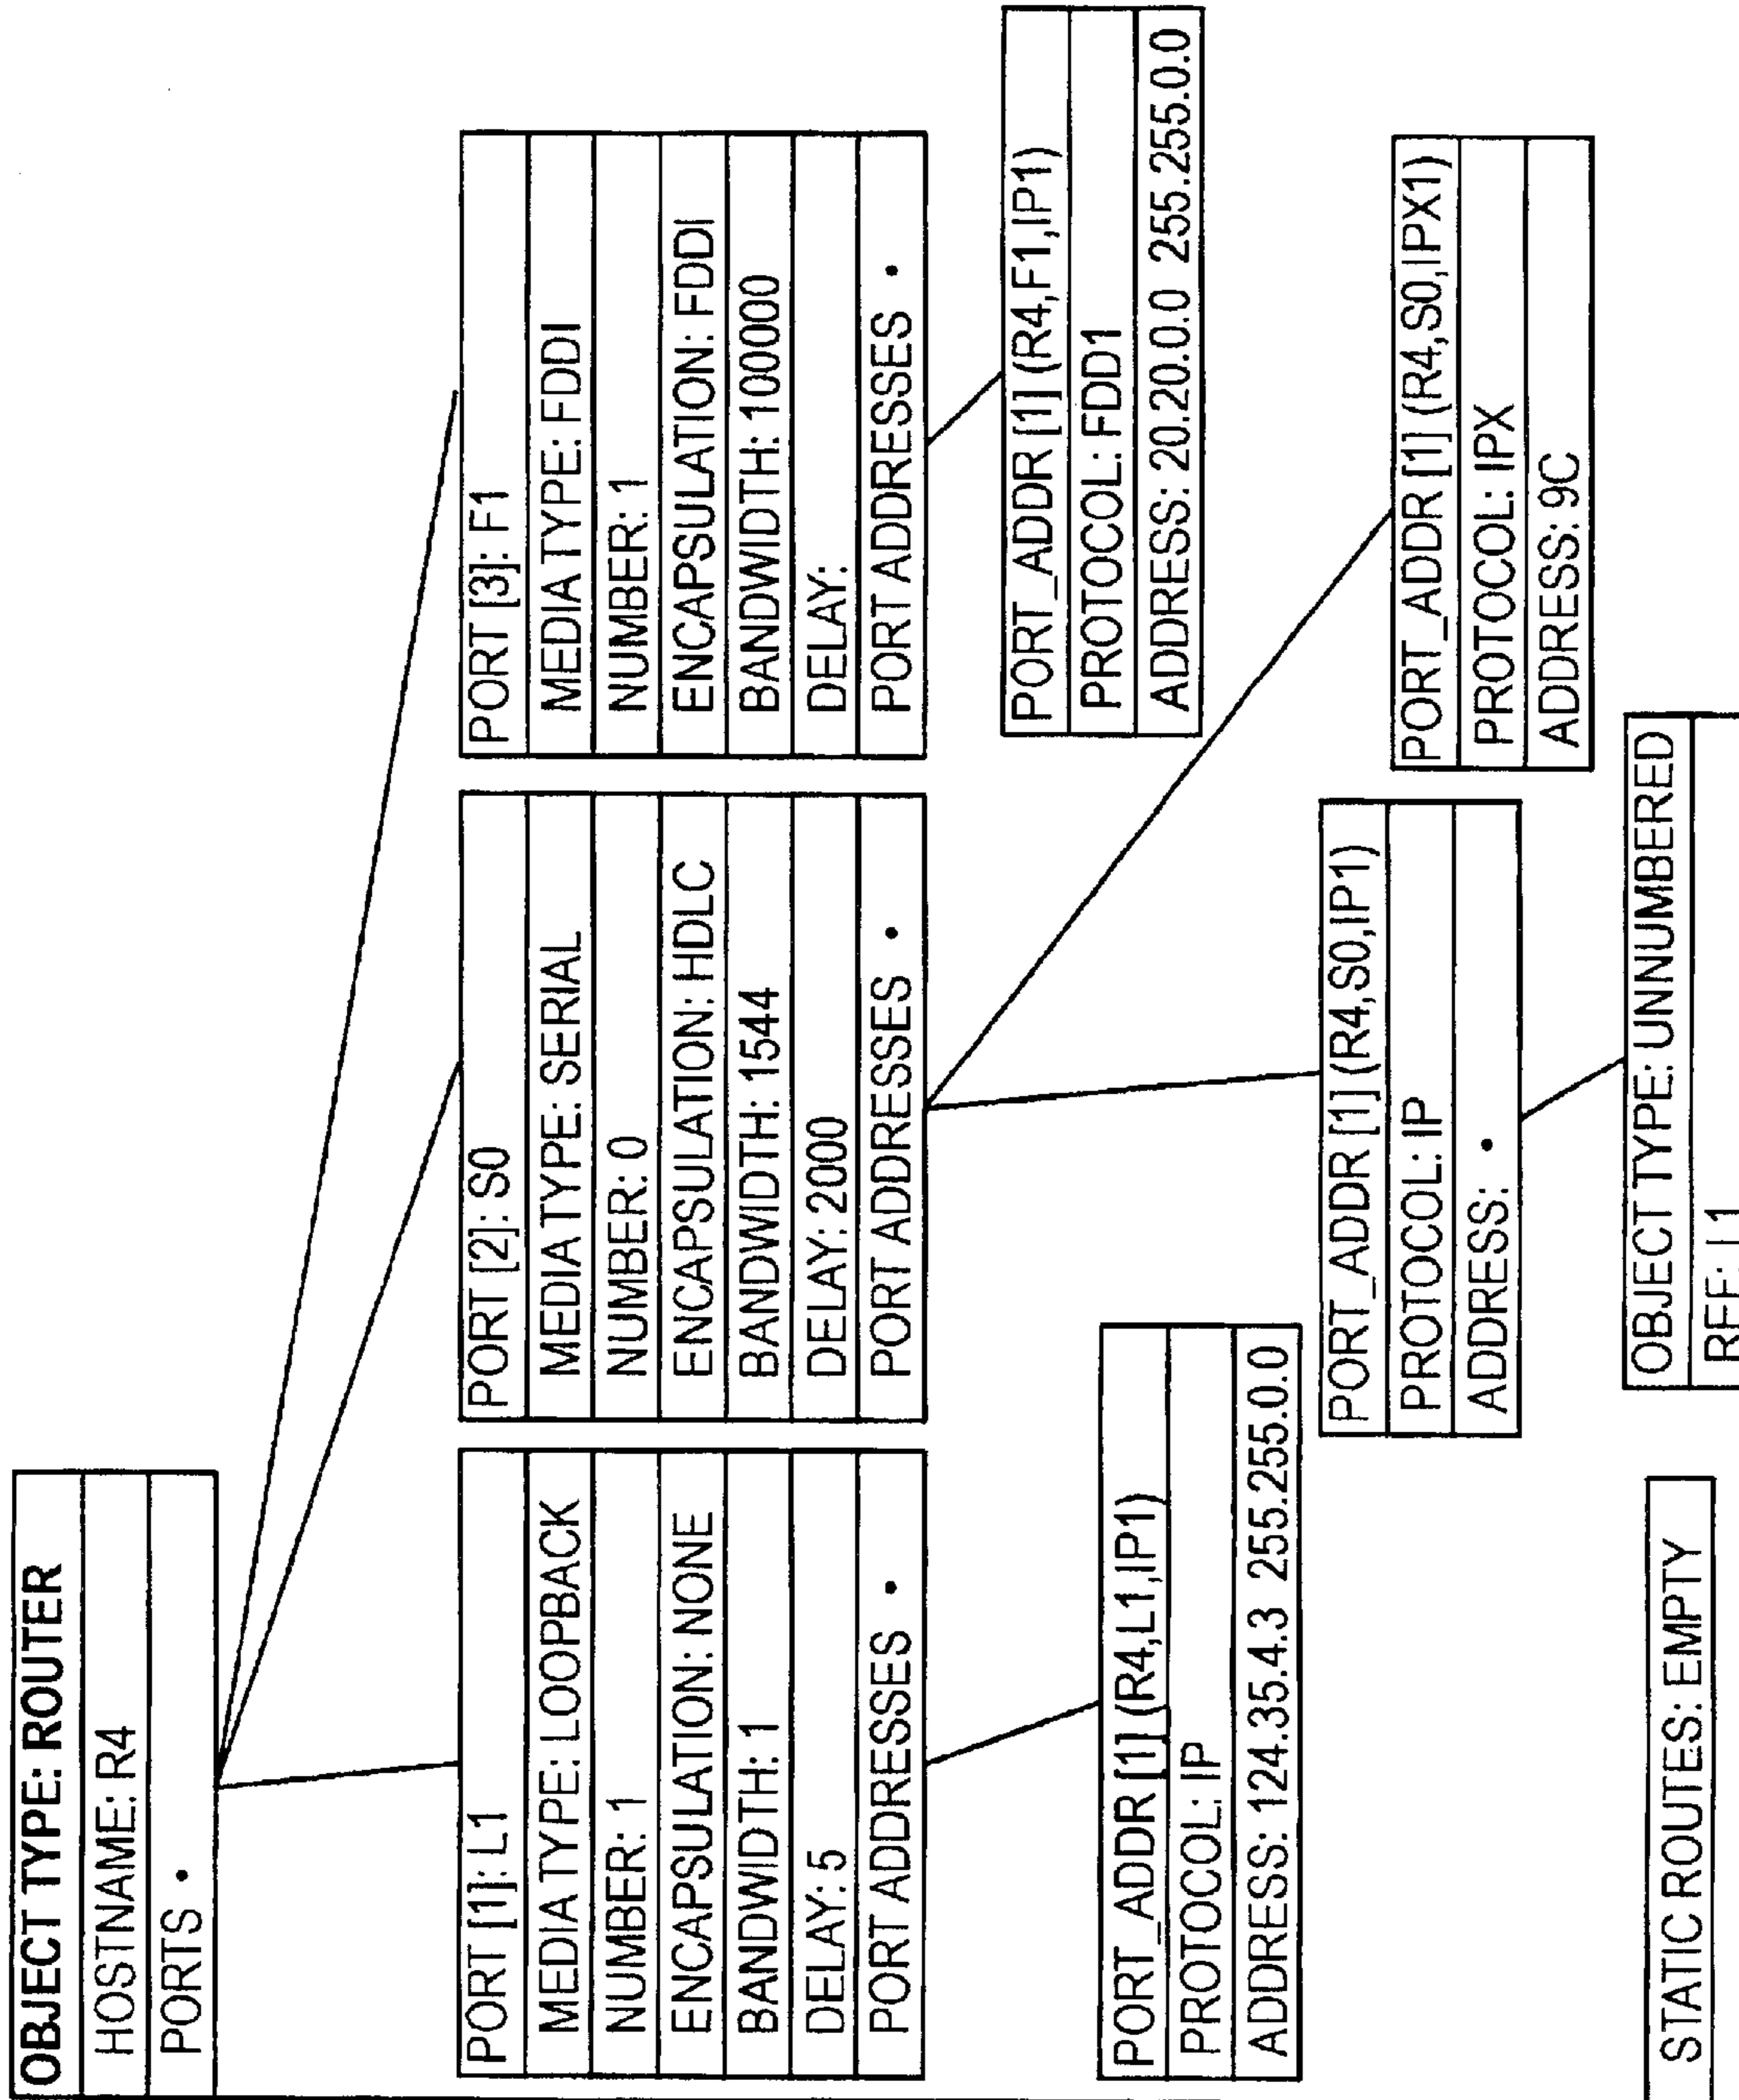 OBJECT TYPE: ROUTER
HOSTNAME: R4
PORTS •
PORT [1]: L1
MEDIA TYPE: LOOPBACK
NUMBER: 1
ENCAPSULATION: NONE
BANDWIDTH: 1
DELAY: 5
PORT ADDRESSES •
PORT [2]: S0
MEDIA TYPE: SERIAL
NUMBER: 0
ENCAPSULATION: HDLC
BANDWIDTH: 1544
DELAY: 2000
PORT ADDRESSES •
PORT [3]: F1
MEDIA TYPE: FDDI
NUMBER: 1
ENCAPSULATION: FDDI
BANDWIDTH: 100000
DELAY:
PORT ADDRESSES •
PORT_ADDR [1] (R4,L1,IP1)
PROTOCOL: IP
ADDRESS: 124.35.4.3 255.255.0.0
PORT_ADDR [1] (R4,F1,IP1)
PROTOCOL: FDD1
ADDRESS: 20.20.0.0 255.255.0.0
PORT_ADDR [1] (R4,S0,IP1)
PROTOCOL: IP
ADDRESS: •
PORT_ADDR [1] (R4,S0,IPX1)
PROTOCOL: IPX
ADDRESS: 9C
OBJECT TYPE: UNNUMBERED
REF: L1
STATIC ROUTES: EMPTY